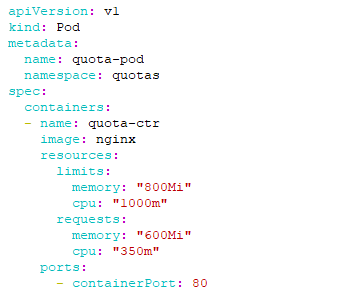 apiVersion: v1
kind: Pod
metadata:
  name: quota-pod
  namespace: quotas
spec:
  containers:
  - name: quota-ctr
    image: nginx
    resources:
      limits:
        memory: "800Mi"
        cpu: "1000m"
      requests:
        memory: "600Mi"
        cpu: "350m"
    ports:
      - containerPort: 80